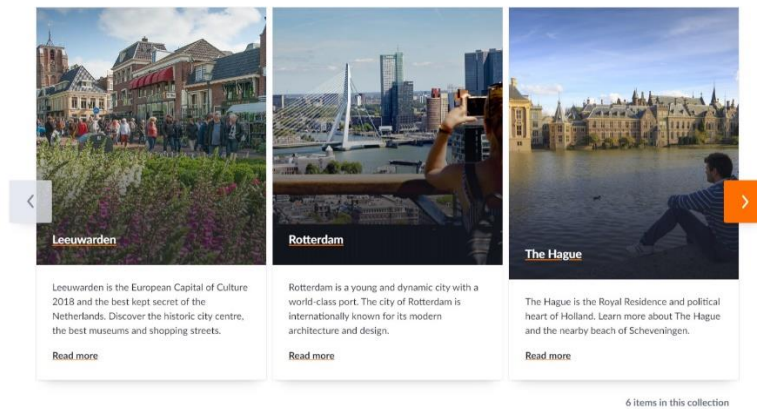 Leeuwarden
Leeuwarden is the European Capital of Culture
2018 and the best kept secret of the
Netherlands. Discover the historic city centre,
the best museums and shopping streets.
Read more
Rotterdam
Rotterdam is a young and dynamic city with a
world-class port. The city of Rotterdam is
internationally known for its modern
architecture and design.
Read more
The Hague
The Hague is the Royal Residence and political
heart of Holland. Learn more about The Hague
and the nearby beach of Scheveningen.
Read more
6 items in this collection